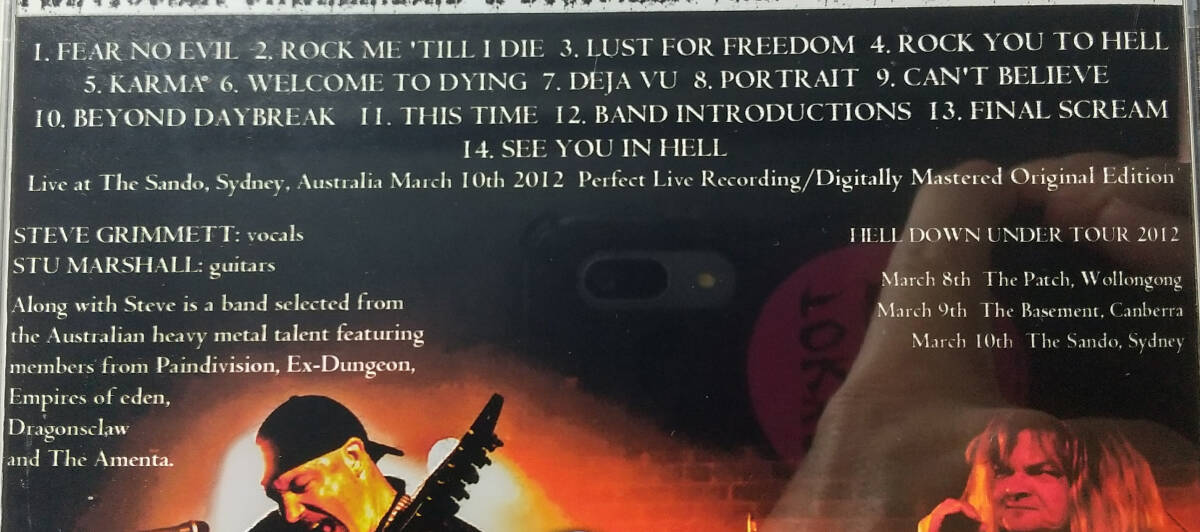 1. FEAR NO EVIL 2. ROCK ME 'TILL I DIE 3. LUST FOR FREEDOM 4. ROCK YOU TO HELL
5. KARMA 6. WELCOME TO DYING 7. DEJA VU 8. PORTRAIT 9. CAN'T BELIEVE
10. BEYOND DAYBREAK 11. THIS TIME 12. BAND INTRODUCTIONS 13. FINAL SCREAM
14. SEE YOU IN HELL
Live at The Sando, Sydney, Australia March 10th 2012 Perfect Live Recording/Digitally Mastered Original Edition
STEVE GRIMMETT: vocals
STU MARSHALL: guitars
Along with Steve is a band selected from
the Australian heavy metal talent featuring
members from Paindivision, Ex-Dungeon,
Empires of eden,
Dragonsclaw
and The Amenta.
HELL DOWN UNDER TOUR 2012
March 8th The Patch, Wollongong
March 9th The Basement, Canberra
March 10th The Sando, Sydney